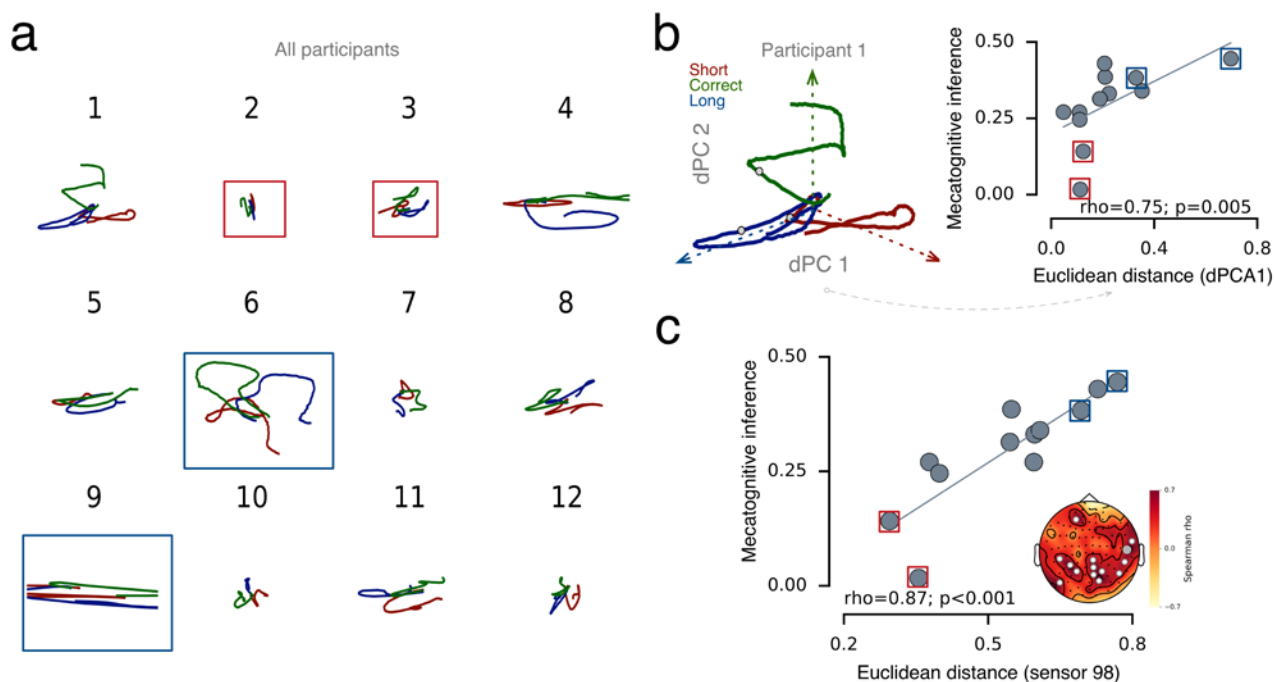 a
All participants
1 2 3 4
5 6 7 8
9 10 11 12
b
Participant 1
Short
Correct
Long
dPC 2
dPC 1
Mecatognitive inference
0.50
0.25
0.00
rho=0.75; p=0.005
0.0 0.4 0.8
Euclidean distance (dPCA1)
c
Mecatognitive inference
0.50
0.25
0.00
rho=0.87; p<0.001
0.2 0.5 0.8
Euclidean distance (sensor 98)
0.7
0.0
−0.7
Spearman rho